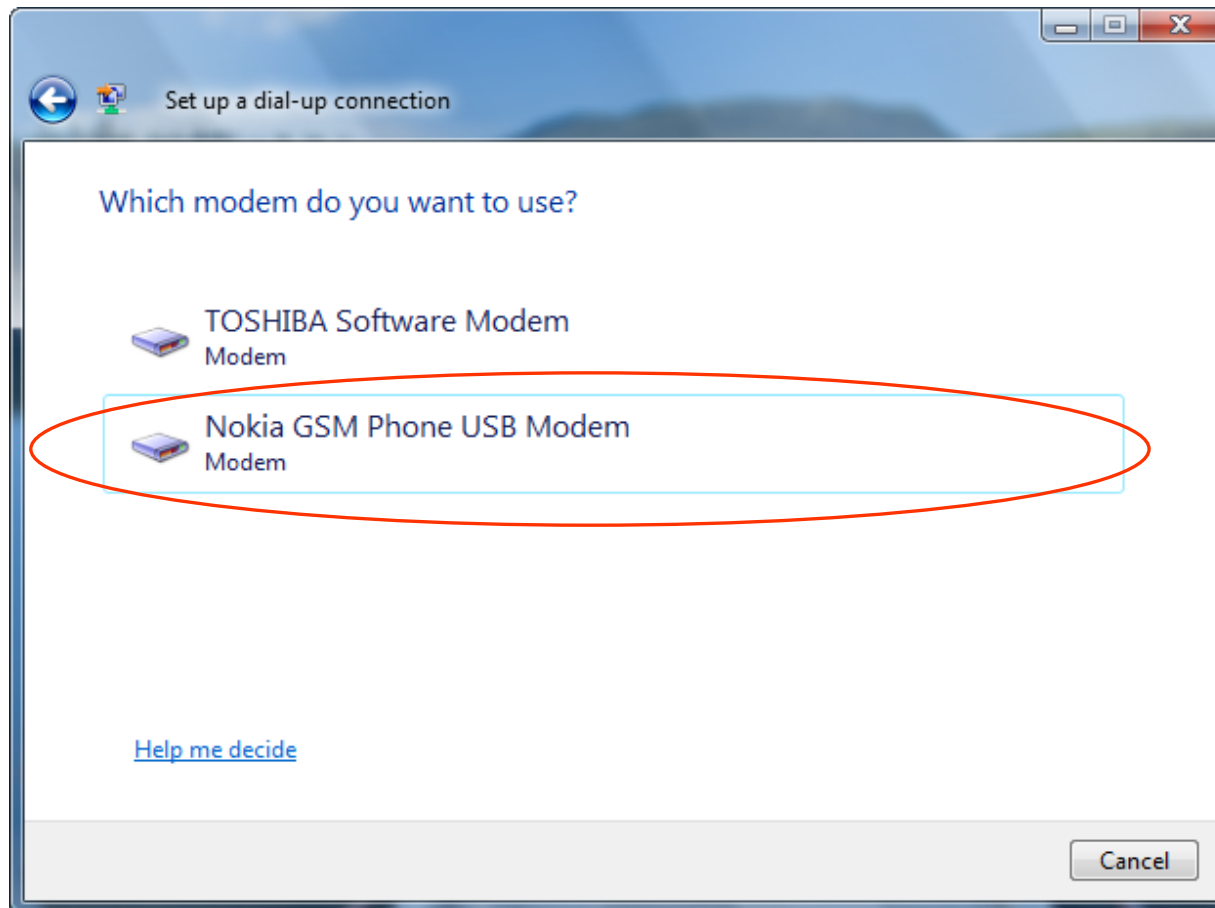 Set up a dial-up connection
Which modem do you want to use?
TOSHIBA Software Modem
Modem
Nokia GSM Phone USB Modem
Modem
Help me decide
Cancel